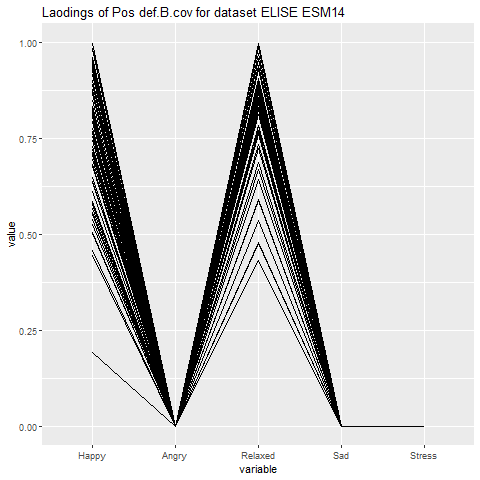 Laodings of Pos def.B.cov for dataset ELISE ESM14
1.00
0.75
0.50
0.25
0.00
value
Happy Angry Relaxed Sad Stress
variable